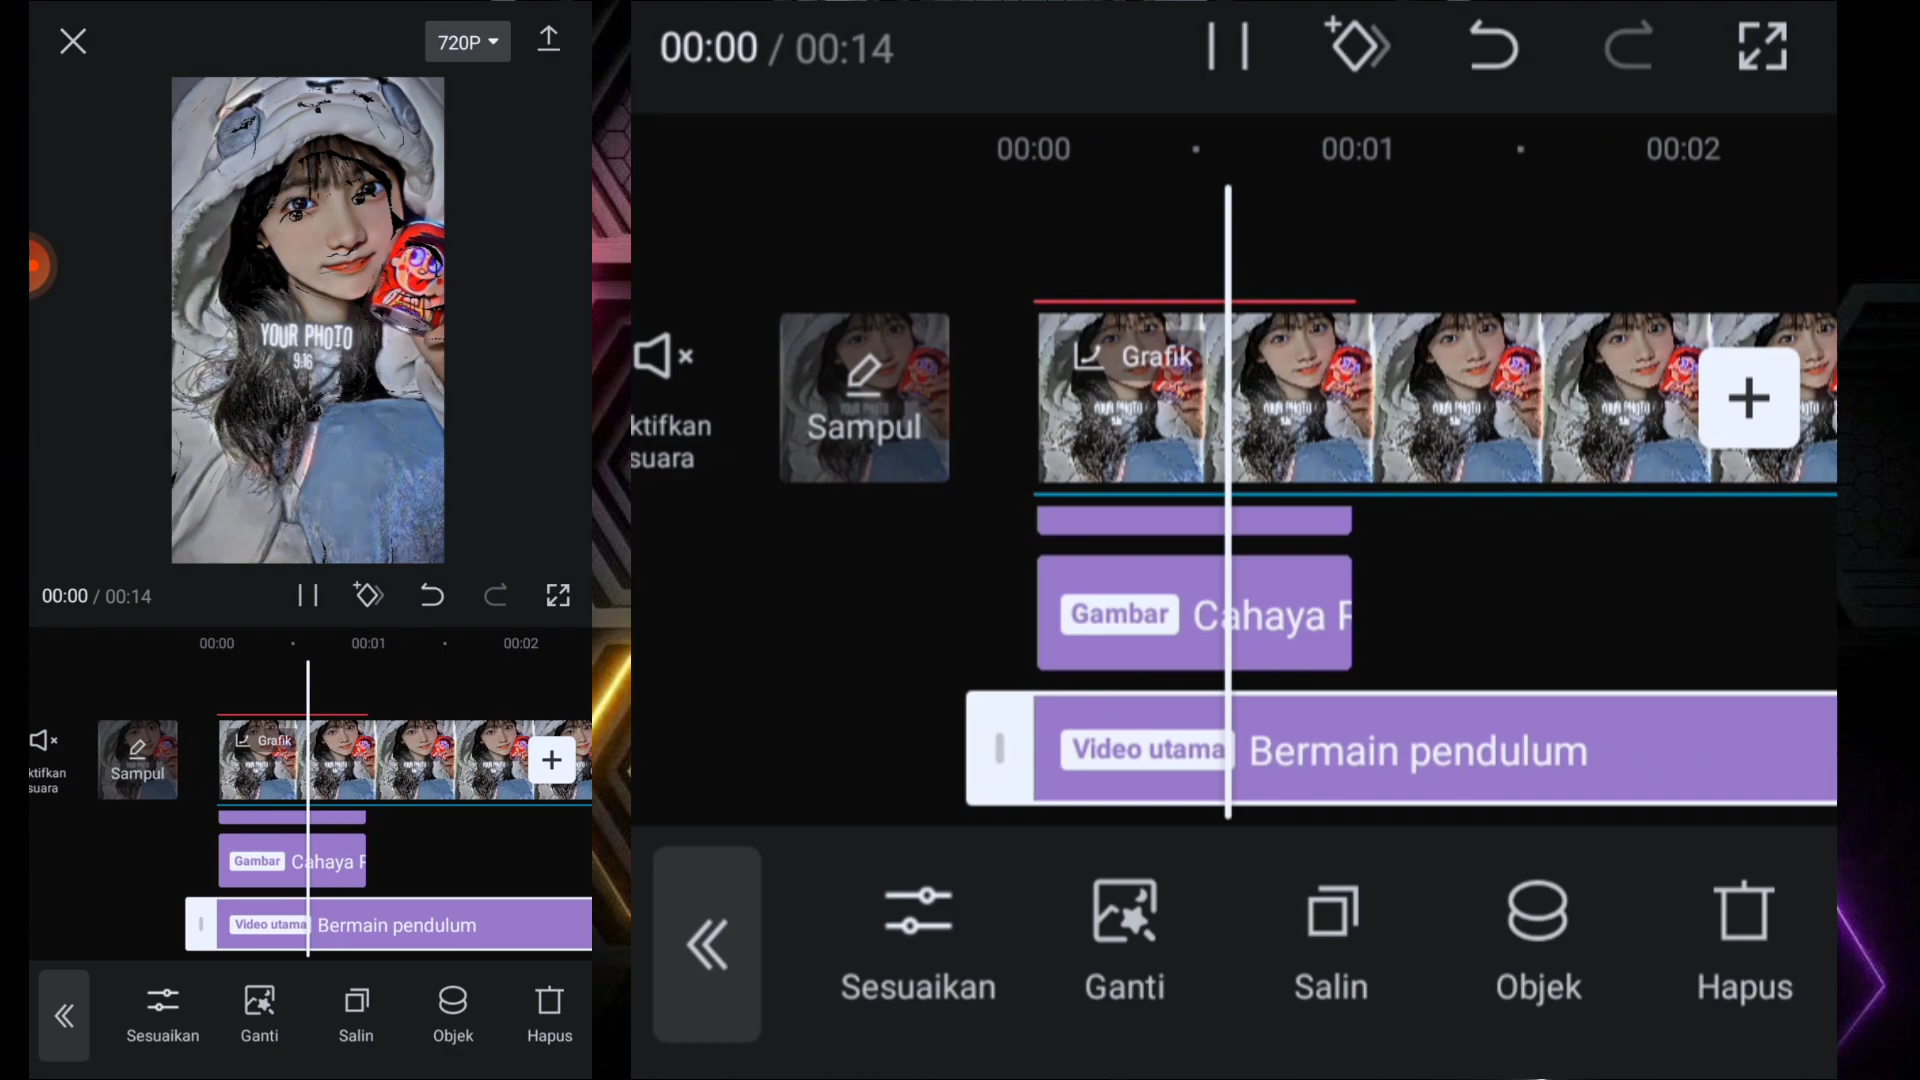 720P
YOUR PHOTO
9:16
00:00 / 00:14
00:00 00:01 00:02
ktifkan
suara
Sampul
Grafik
Gambar Cahaya
Video utama Bermain pendulum
Sesuaikan Ganti Salin Objek Hapus
00:00 / 00:14
00:00 00:01 00:02
ktifkan
suara
Sampul
Grafik
Gambar Cahaya
Video utama Bermain pendulum
Sesuaikan Ganti Salin Objek Hapus